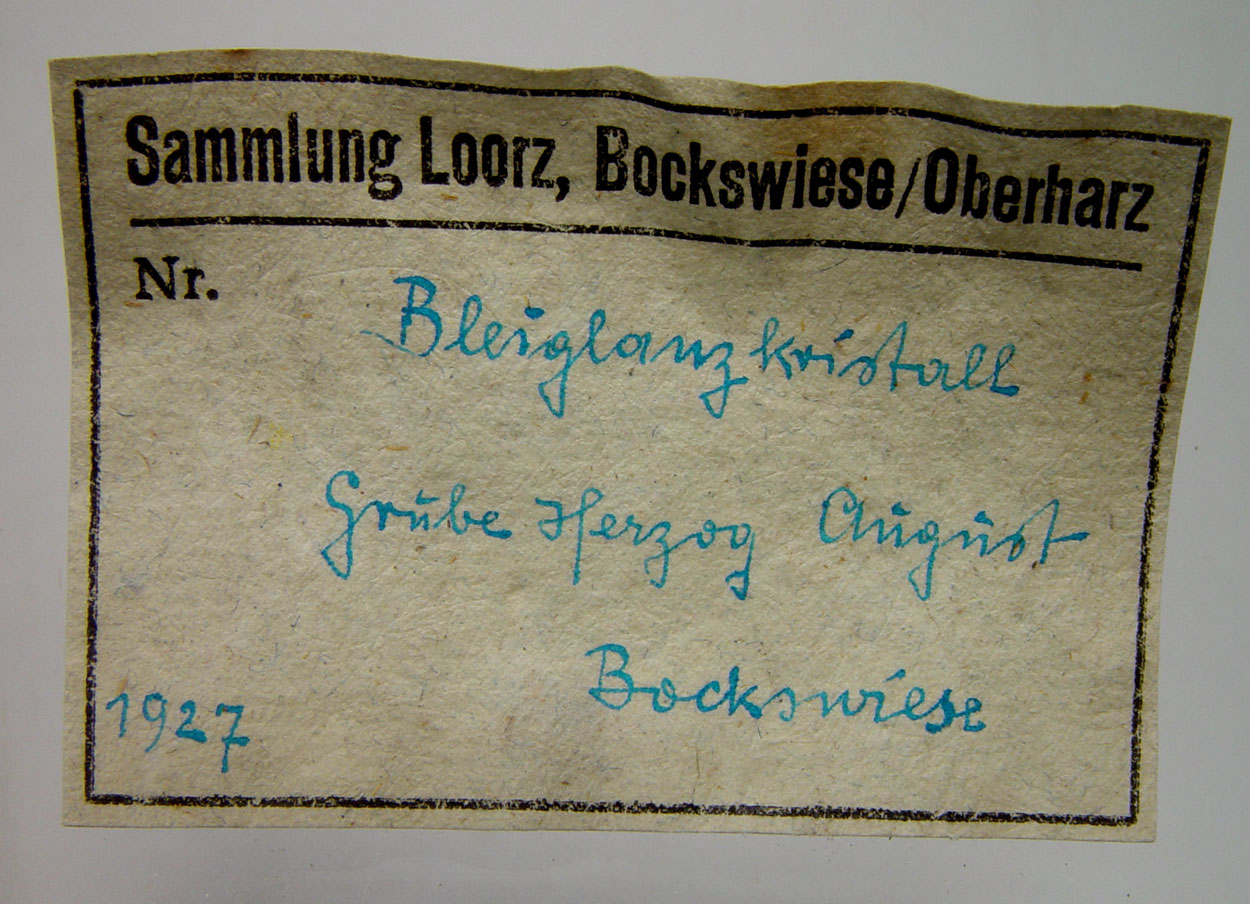 Sammlung Loorz, Bockswiese/Oberharz
Nr.
Bleiglanzkristall
Grube Herzog August
Bockswiese
1927